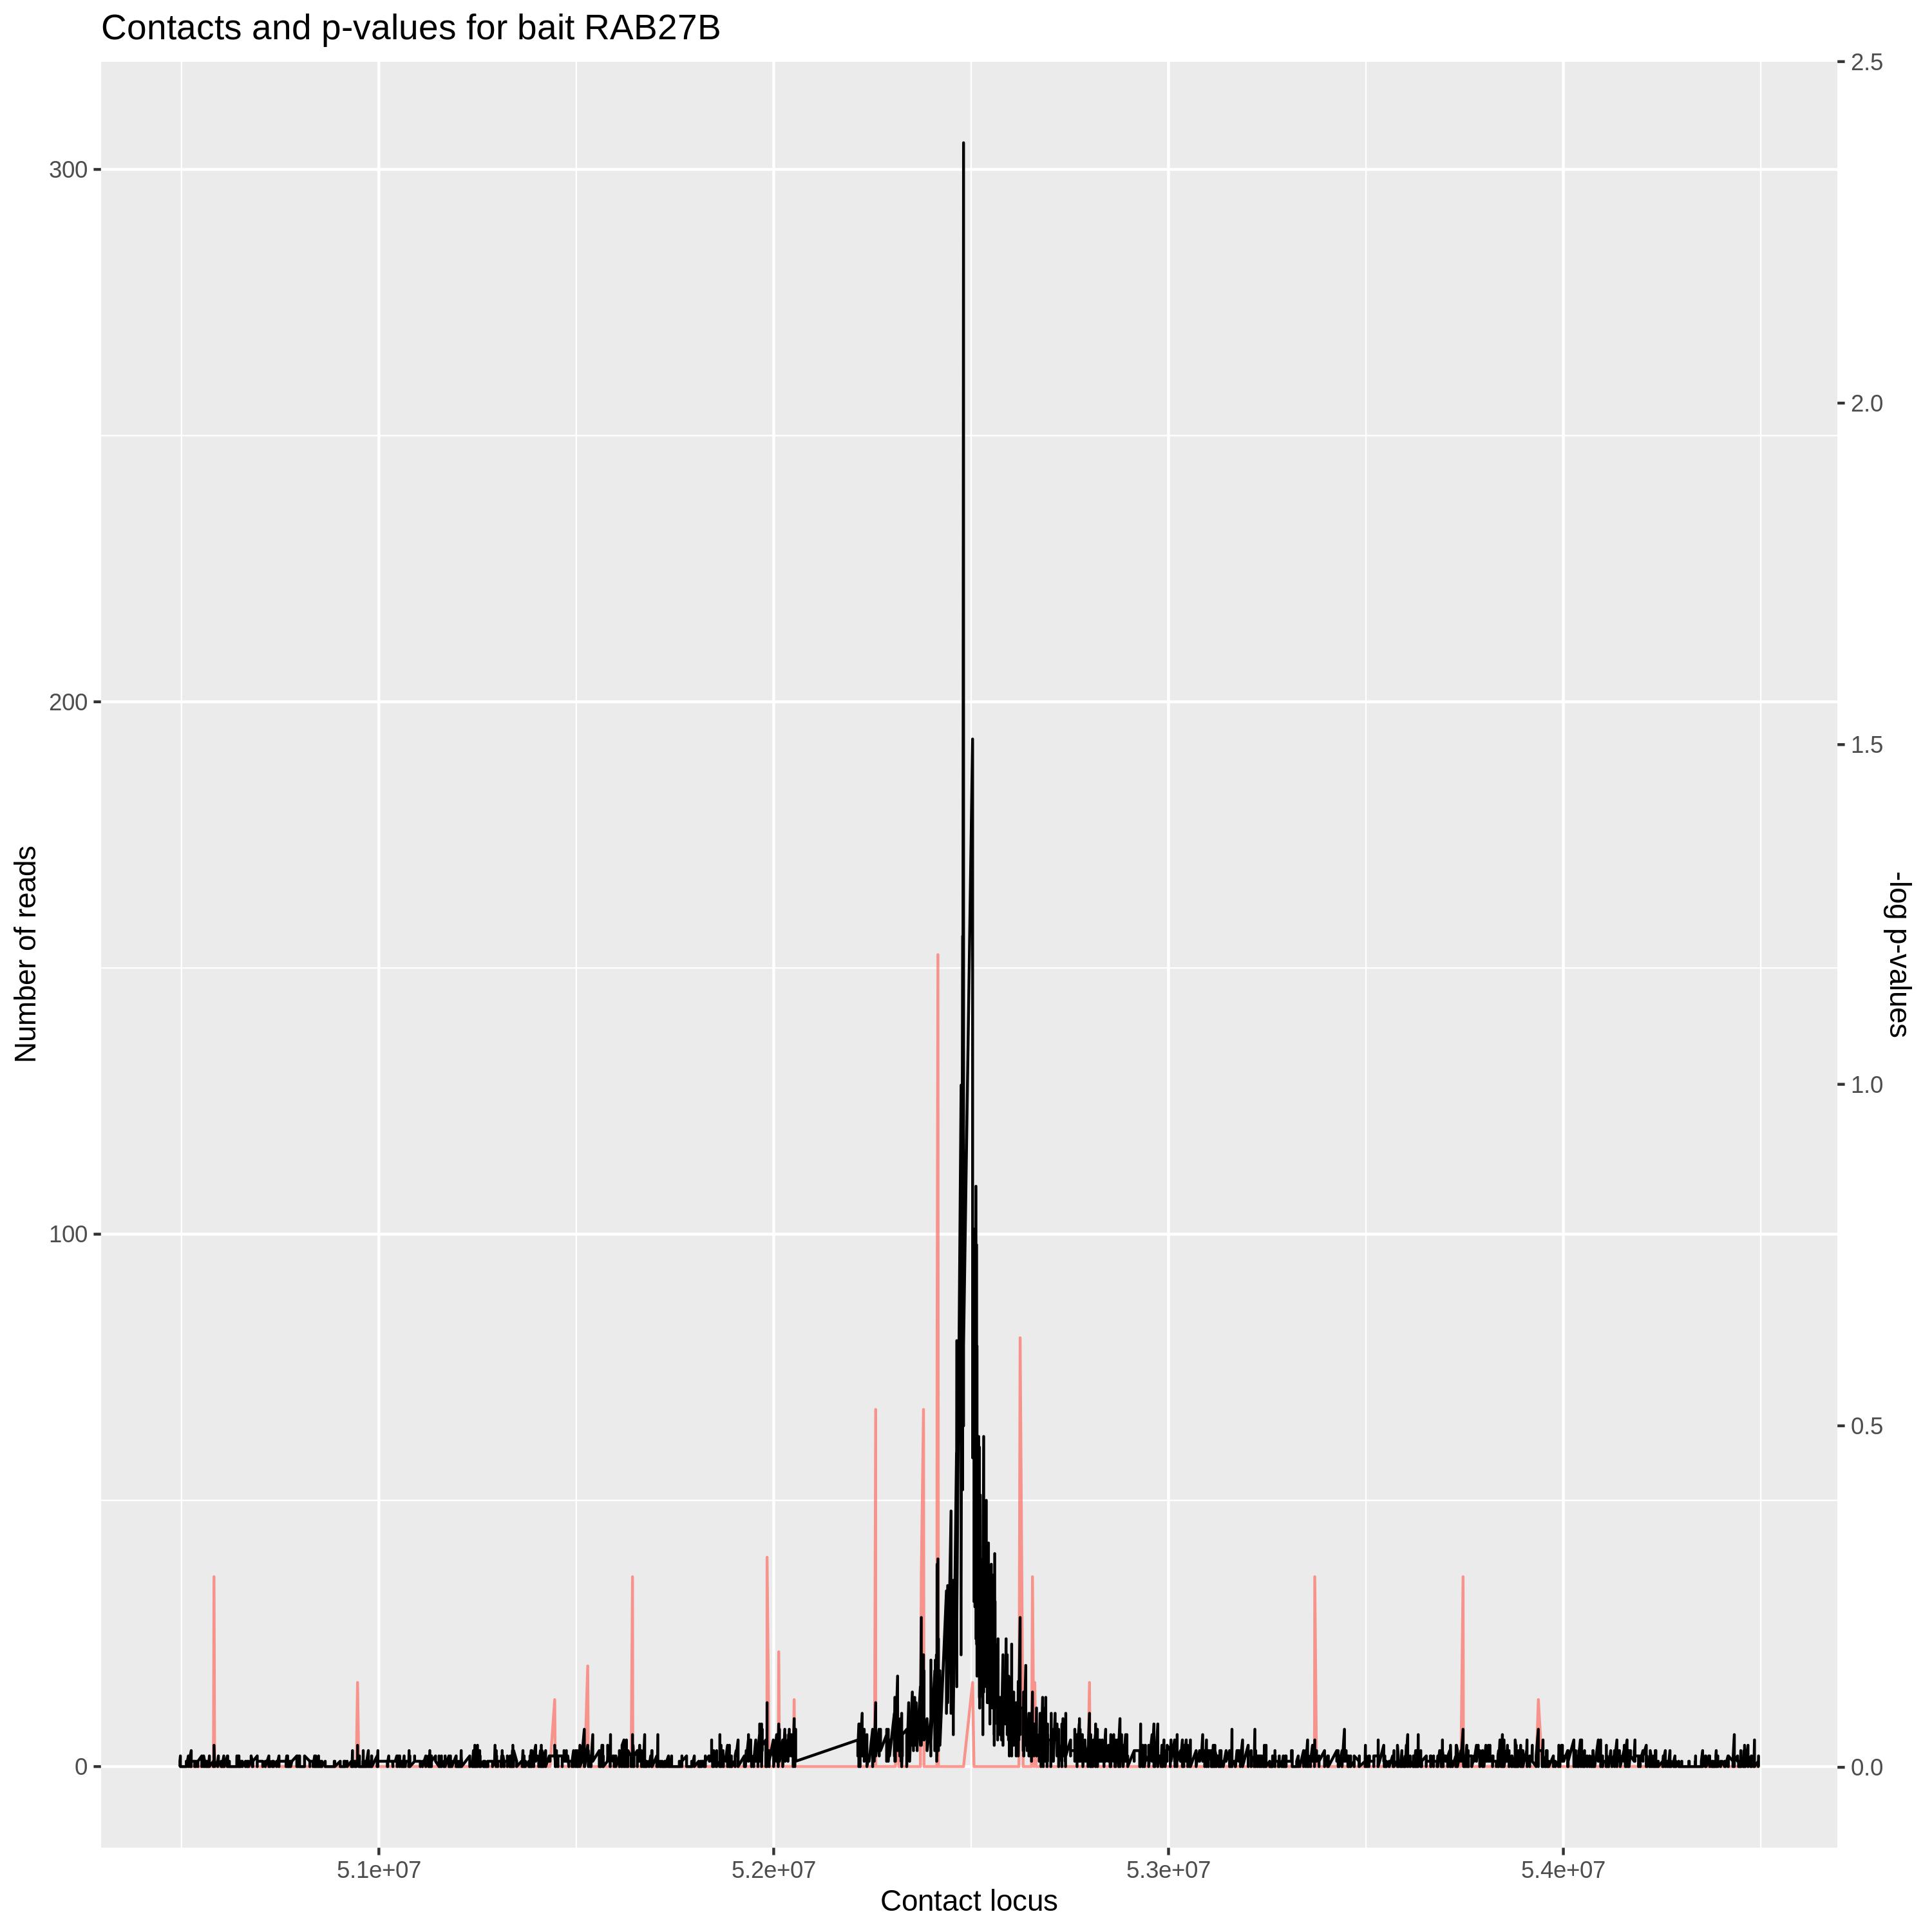 Contacts and p-values for bait RAB27B
2.5
300
2.0
200
1.5
Number of reads
-log p-values
1.0
100
0.5
0
0.0
5.1e+07
5.2e+07
5.3e+07
5.4e+07
Contact locus